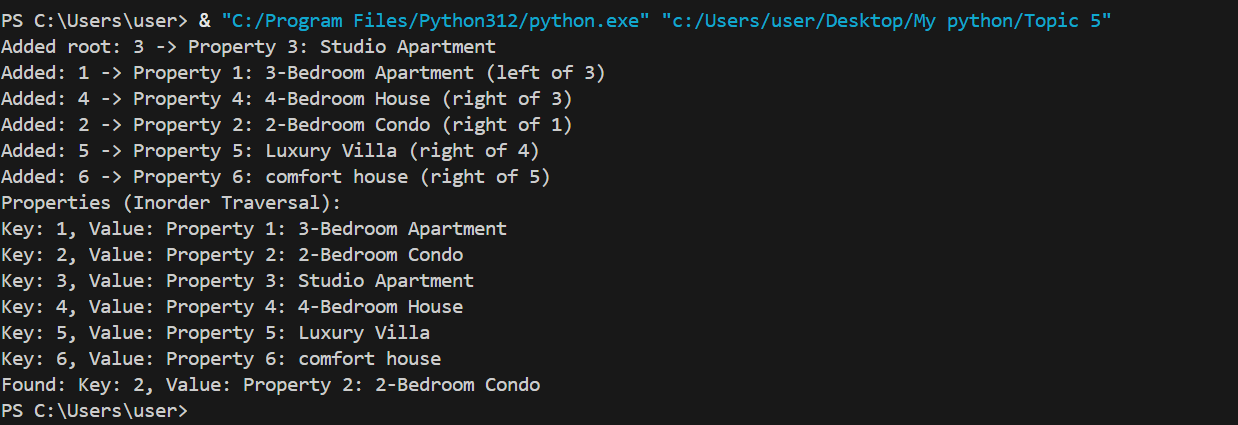 PS C:\Users\user> & "C:/Program Files/Python312/python.exe" "c:/Users/user/Desktop/My python/Topic 5"
Added root: 3 -> Property 3: Studio Apartment
Added: 1 -> Property 1: 3-Bedroom Apartment (left of 3)
Added: 4 -> Property 4: 4-Bedroom House (right of 3)
Added: 2 -> Property 2: 2-Bedroom Condo (right of 1)
Added: 5 -> Property 5: Luxury Villa (right of 4)
Added: 6 -> Property 6: comfort house (right of 5)
Properties (Inorder Traversal):
Key: 1, Value: Property 1: 3-Bedroom Apartment
Key: 2, Value: Property 2: 2-Bedroom Condo
Key: 3, Value: Property 3: Studio Apartment
Key: 4, Value: Property 4: 4-Bedroom House
Key: 5, Value: Property 5: Luxury Villa
Key: 6, Value: Property 6: comfort house
Found: Key: 2, Value: Property 2: 2-Bedroom Condo
PS C:\Users\user>